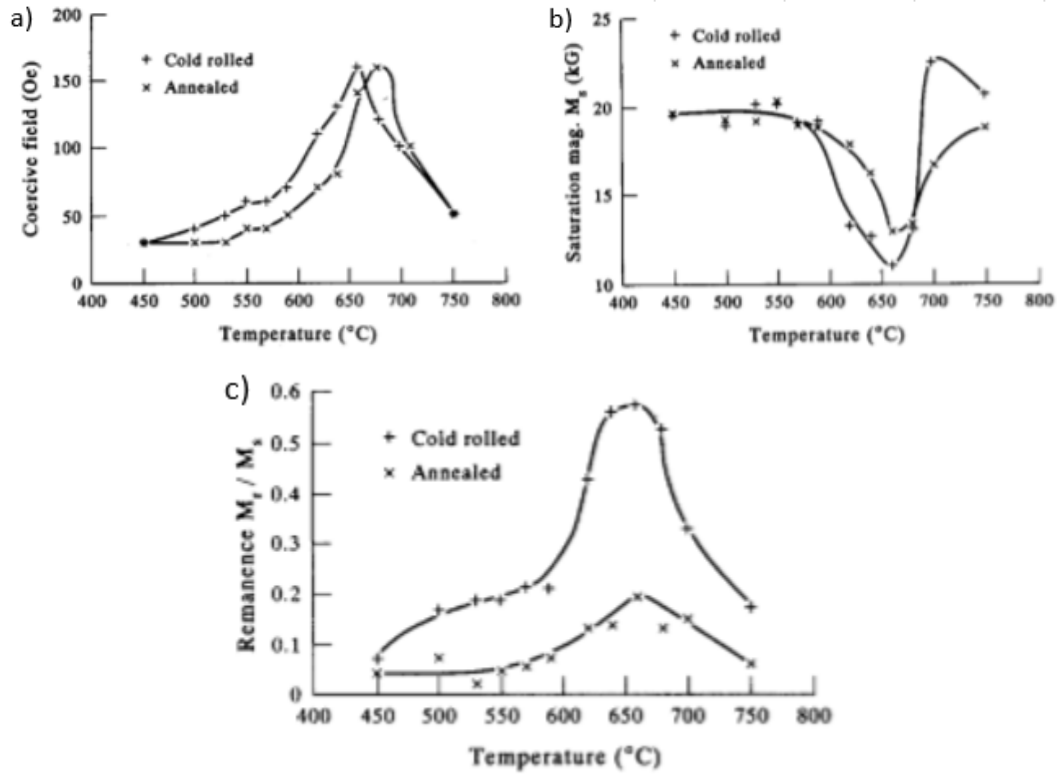 a)
Coercive field (Oe)
200
150
100
50
0
+ Cold rolled
× Annealed
400 450 500 550 600 650 700 750 800
Temperature (°C)
b)
Saturation mag. Mₛ (kG)
25
20
15
10
+ Cold rolled
× Annealed
400 450 500 550 600 650 700 750 800
Temperature (°C)
c)
Remanence Mᵣ / Mₛ
0.6
0.5
0.4
0.3
0.2
0.1
0
+ Cold rolled
× Annealed
400 450 500 550 600 650 700 750 800
Temperature (°C)